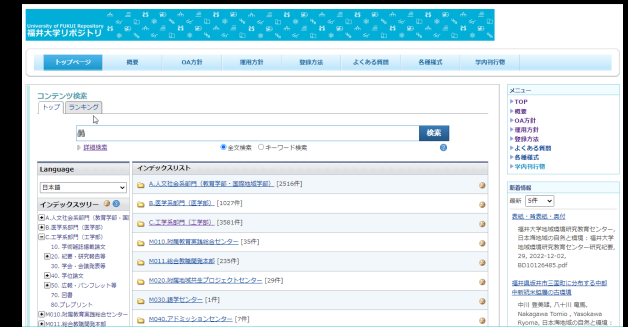 University of FUKUI Repository
福井大学リポジトリ
トップページ 概要 OA方針 運用方針 登録方法 よくある質問 各種様式 学内刊行物
コンテンツ検索
トップ ランキング
検索
詳細検索 全文検索 キーワード検索
Language
日本語
インデックスツリー
A.人文社会系部門（教育学部・国
B.医学系部門（医学部）
C.工学系部門（工学部）
10. 学術雑誌掲載論文
20. 紀要・研究報告等
30. 学会・会議発表等
40. 学位論文
50. 広報・パンフレット等
70. 図書
80.プレプリント
M010.附属教育実践総合センター
M011.総合教職開発本部
インデックスリスト
A.人文社会系部門（教育学部・国際地域学部） [2516件]
B.医学系部門（医学部） [1027件]
C.工学系部門（工学部） [3581件]
M010.附属教育実践総合センター [35件]
M011.総合教職開発本部 [235件]
M020.附属地域共生プロジェクトセンター [29件]
M030.語学センター [1件]
M040.アドミッションセンター [7件]
メニュー
TOP
概要
OA方針
運用方針
登録方法
よくある質問
各種様式
学内刊行物
新着情報
最新 5件
表紙・背表紙・奥付
福井大学地域環境研究教育センター,
日本海地域の自然と環境：福井大学
地域環境研究教育センター研究紀要,
29, 2022-12-02,
BD10126485.pdf
福井県坂井市三国町に分布する中部
中新統米脇層の古環境
中川 登美雄, 八十川 竜馬,
Nakagawa Tomio , Yasokawa
Ryoma, 日本海地域の自然と環境：